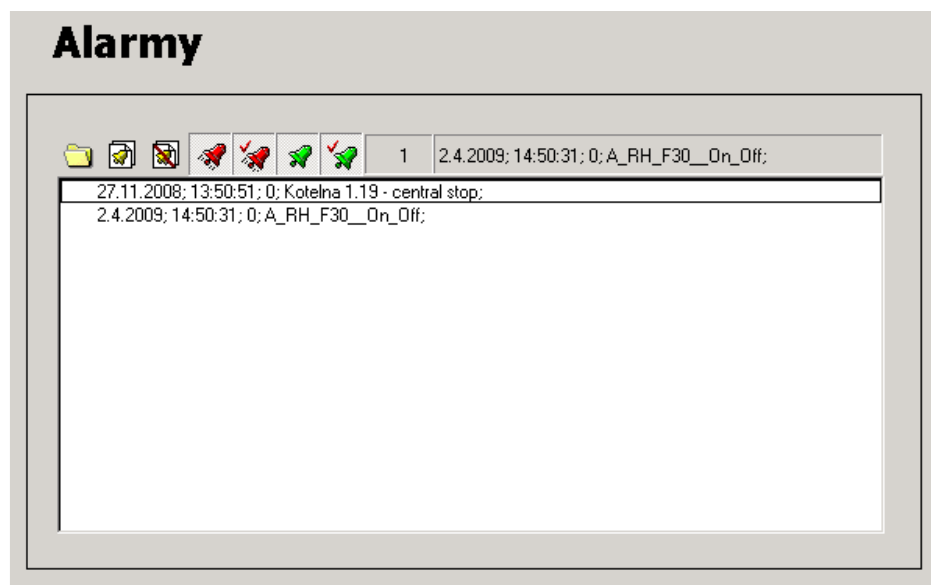 Alarmy
1 2.4.2009; 14:50:31; 0; A_RH_F30__On_Off;
27.11.2008; 13:50:51; 0; Kotelna 1.19 - central stop;
2.4.2009; 14:50:31; 0; A_RH_F30__On_Off;